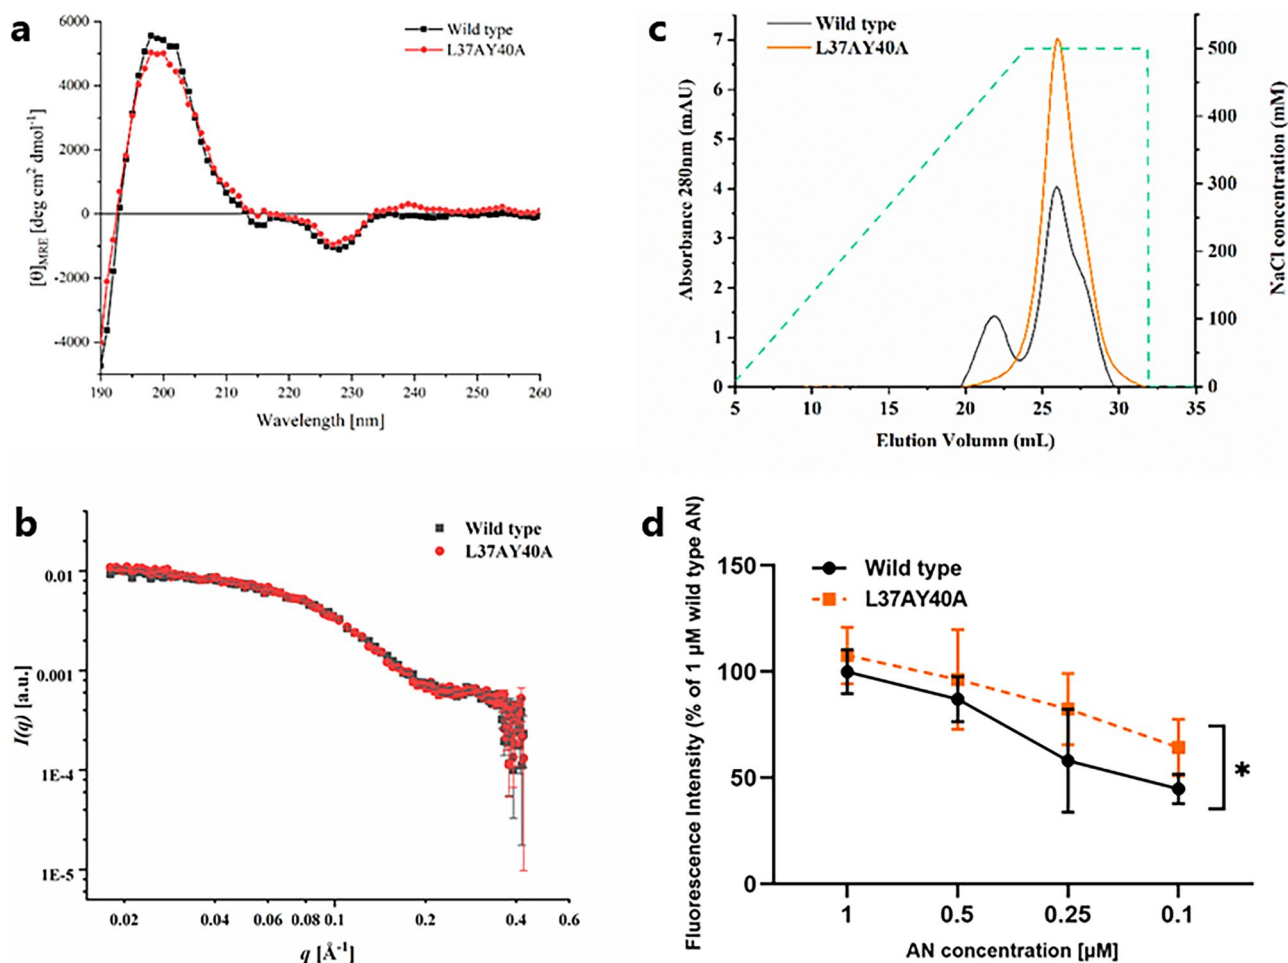 a
6000
4000
2000
0
-2000
-4000
[θ]MRE [deg cm² dmol⁻¹]
Wild type
L37AY40A
190 200 210 220 230 240 250 260
Wavelength [nm]
c
7
6
5
4
3
2
1
0
Absorbance 280nm (mAU)
Wild type
L37AY40A
500
400
300
200
100
0
NaCl concentration (mM)
5 10 15 20 25 30 35
Elution Volumn (mL)
b
0.01
0.001
1E-4
1E-5
I(q) [a.u.]
Wild type
L37AY40A
0.02 0.04 0.06 0.08 0.1 0.2 0.4 0.6
q [Å⁻¹]
d
150
100
50
0
Fluorescence Intensity (% of 1 µM wild type AN)
Wild type
L37AY40A
*
1 0.5 0.25 0.1
AN concentration [µM]